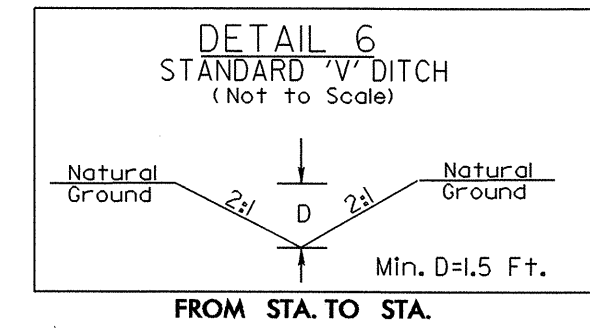 DETAIL 6
STANDARD 'V' DITCH
(Not to Scale)
Natural
Ground
2:1
D
2:1
Natural
Ground
Min. D=1.5 Ft.
FROM STA. TO STA.